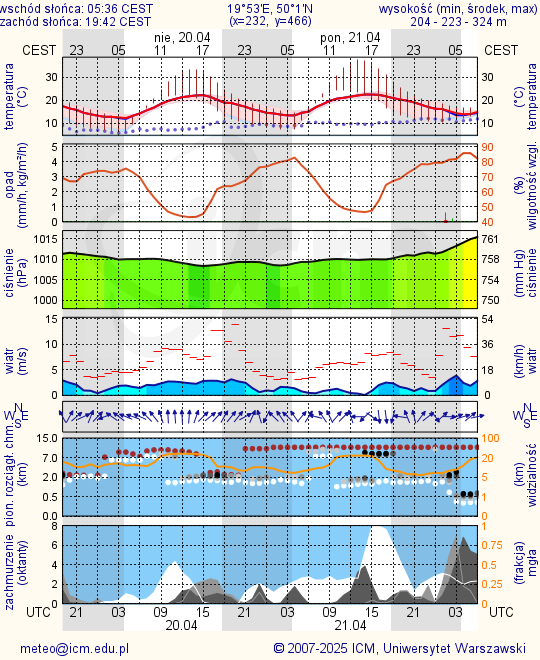 wschód słońca: 05:36 CEST 19°53'E, 50°1'N wysokość (min, środek, max)
zachód słońca: 19:42 CEST (x=232, y=466) 204 - 223 - 324 m
nie, 20.04 pon, 21.04
CEST 23 05 11 17 23 05 11 17 23 05 CEST
temperatura (°C) 30 20 10 30 20 10 (°C) temperatura
opad (mm/h, kg/m²/h) 5 4 3 2 1 0 90 80 70 60 50 40 (%) wilgotność wzgl.
ciśnienie (hPa) 1015 1010 1005 1000 761 758 754 750 (mm Hg) ciśnienie
wiatr (m/s) 15 10 5 0 54 36 18 0 (km/h) wiatr
N W E S N W E S
pion. rozciągł. chm. (km) 15.0 7.0 2.0 0.5 0.0 100 20 5 1 0 (km) widzialność
zachmurzenie (oktanty) 8 6 4 2 0 1 0.75 0.5 0.25 0 (frakcja) mgła
UTC 21 03 09 15 21 03 09 15 21 03 UTC
20.04 21.04
meteo@icm.edu.pl © 2007-2025 ICM, Uniwersytet Warszawski